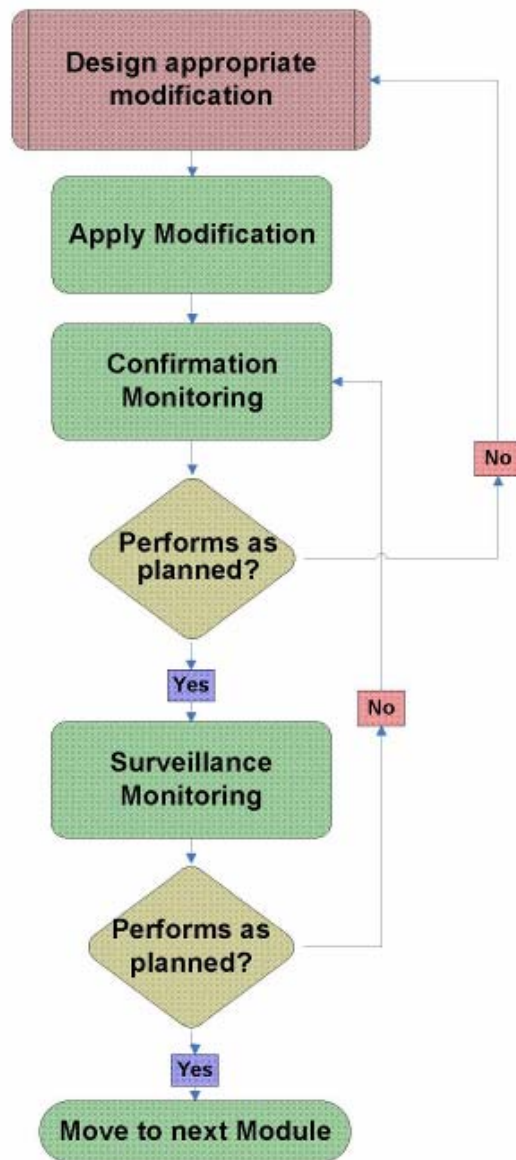 Design appropriate
modification
Apply Modification
Confirmation
Monitoring
No
Performs as
planned?
Yes
No
Surveillance
Monitoring
Performs as
planned?
Yes
Move to next Module